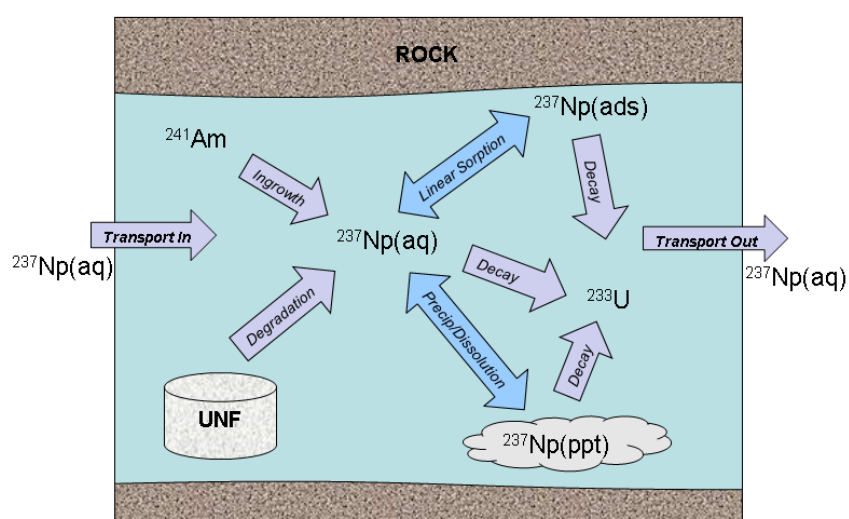 ROCK
²³⁷Np(ads)
²⁴¹Am
Ingrowth
Linear Sorption
Decay
Transport In
²³⁷Np(aq)
²³⁷Np(aq)
Transport Out
²³⁷Np(aq)
Degradation
Decay
²³³U
Precip/Dissolution
Decay
UNF
²³⁷Np(ppt)